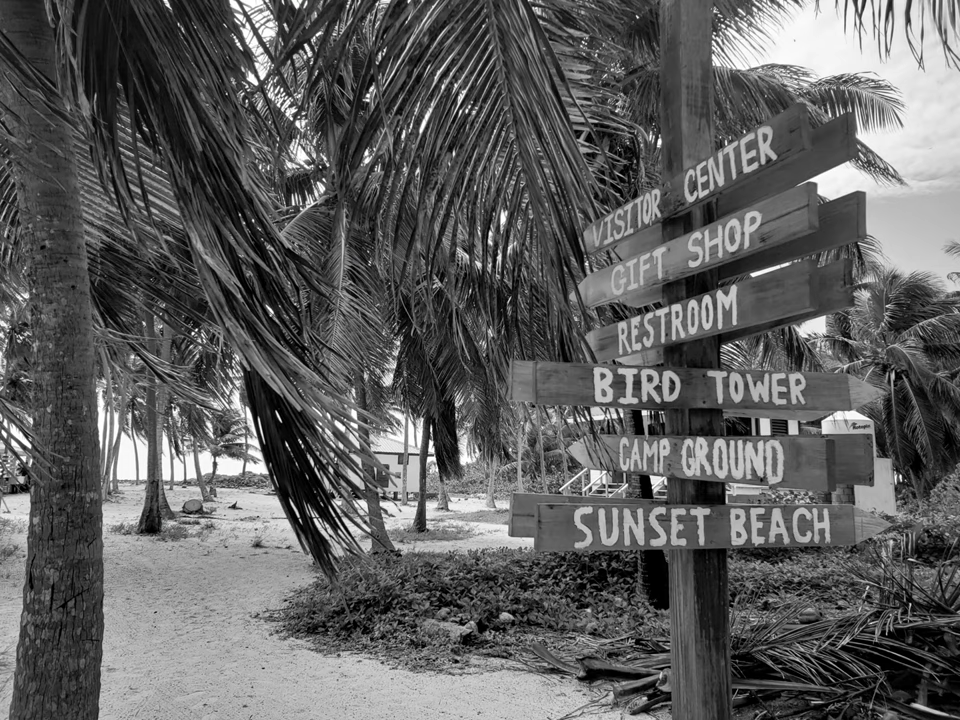 VISITOR CENTER
GIFT SHOP
RESTROOM
BIRD TOWER
CAMP GROUND
SUNSET BEACH